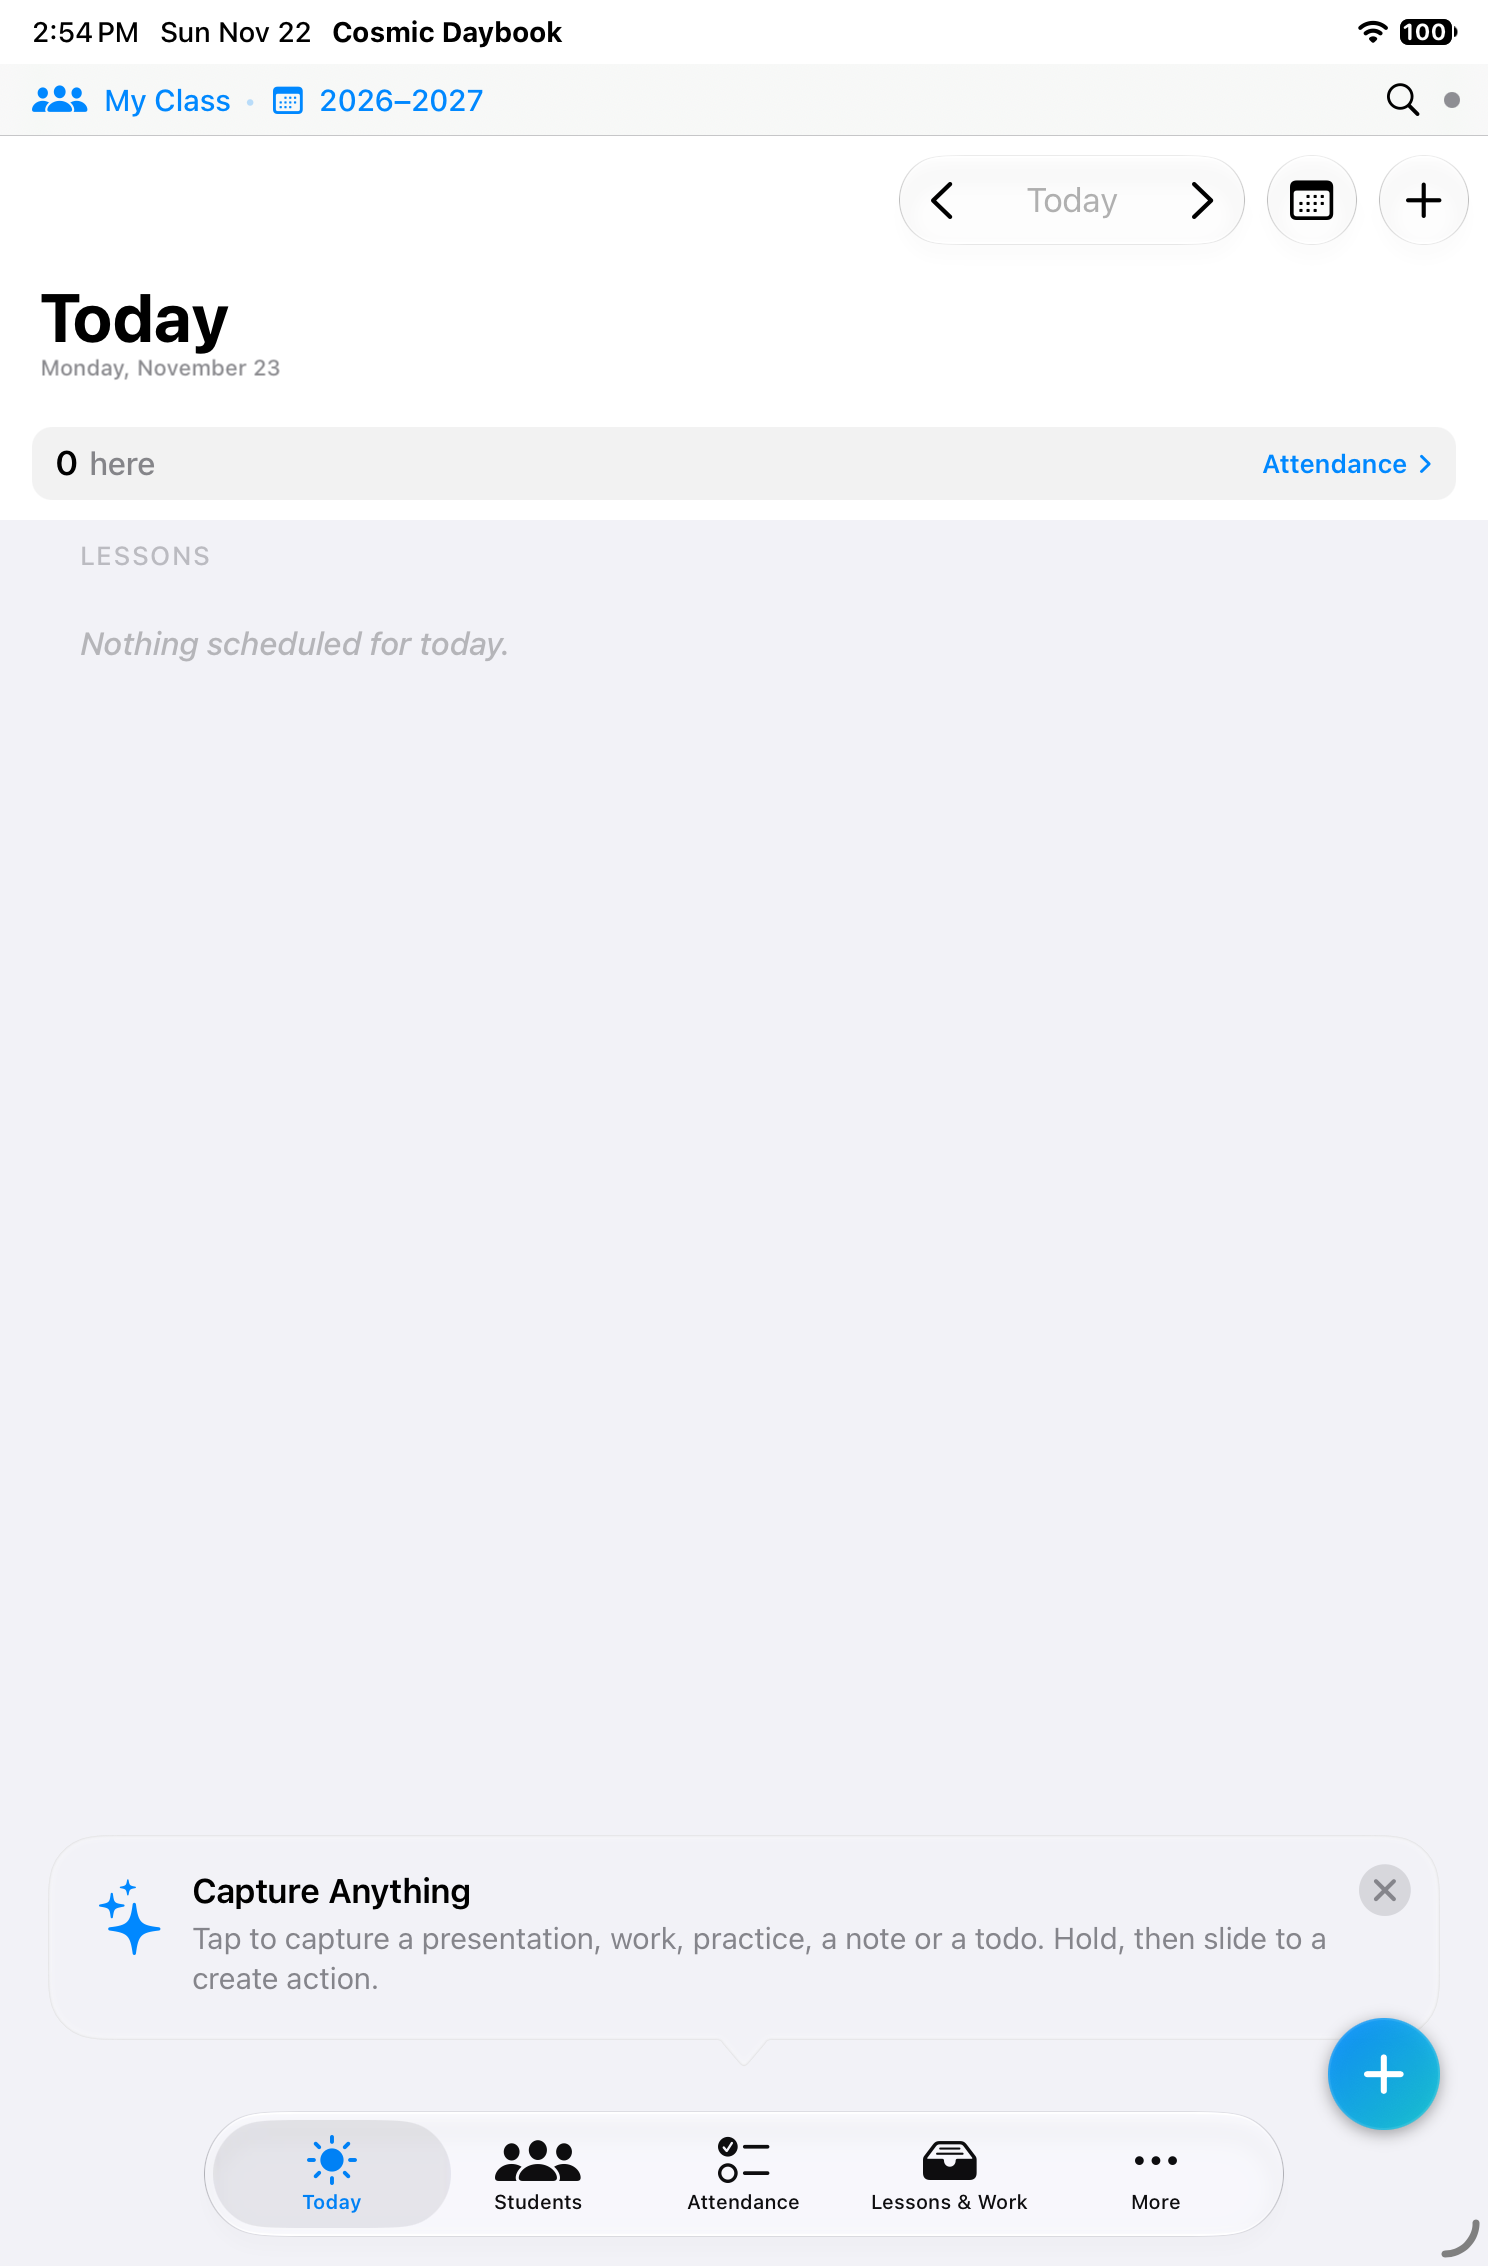 2:54 PM Sun Nov 22 Cosmic Daybook 100
My Class • 2026–2027
Today
Today
Monday, November 23
0 here Attendance
LESSONS
Nothing scheduled for today.
Capture Anything
Tap to capture a presentation, work, practice, a note or a todo. Hold, then slide to a
create action.
Today Students Attendance Lessons & Work More